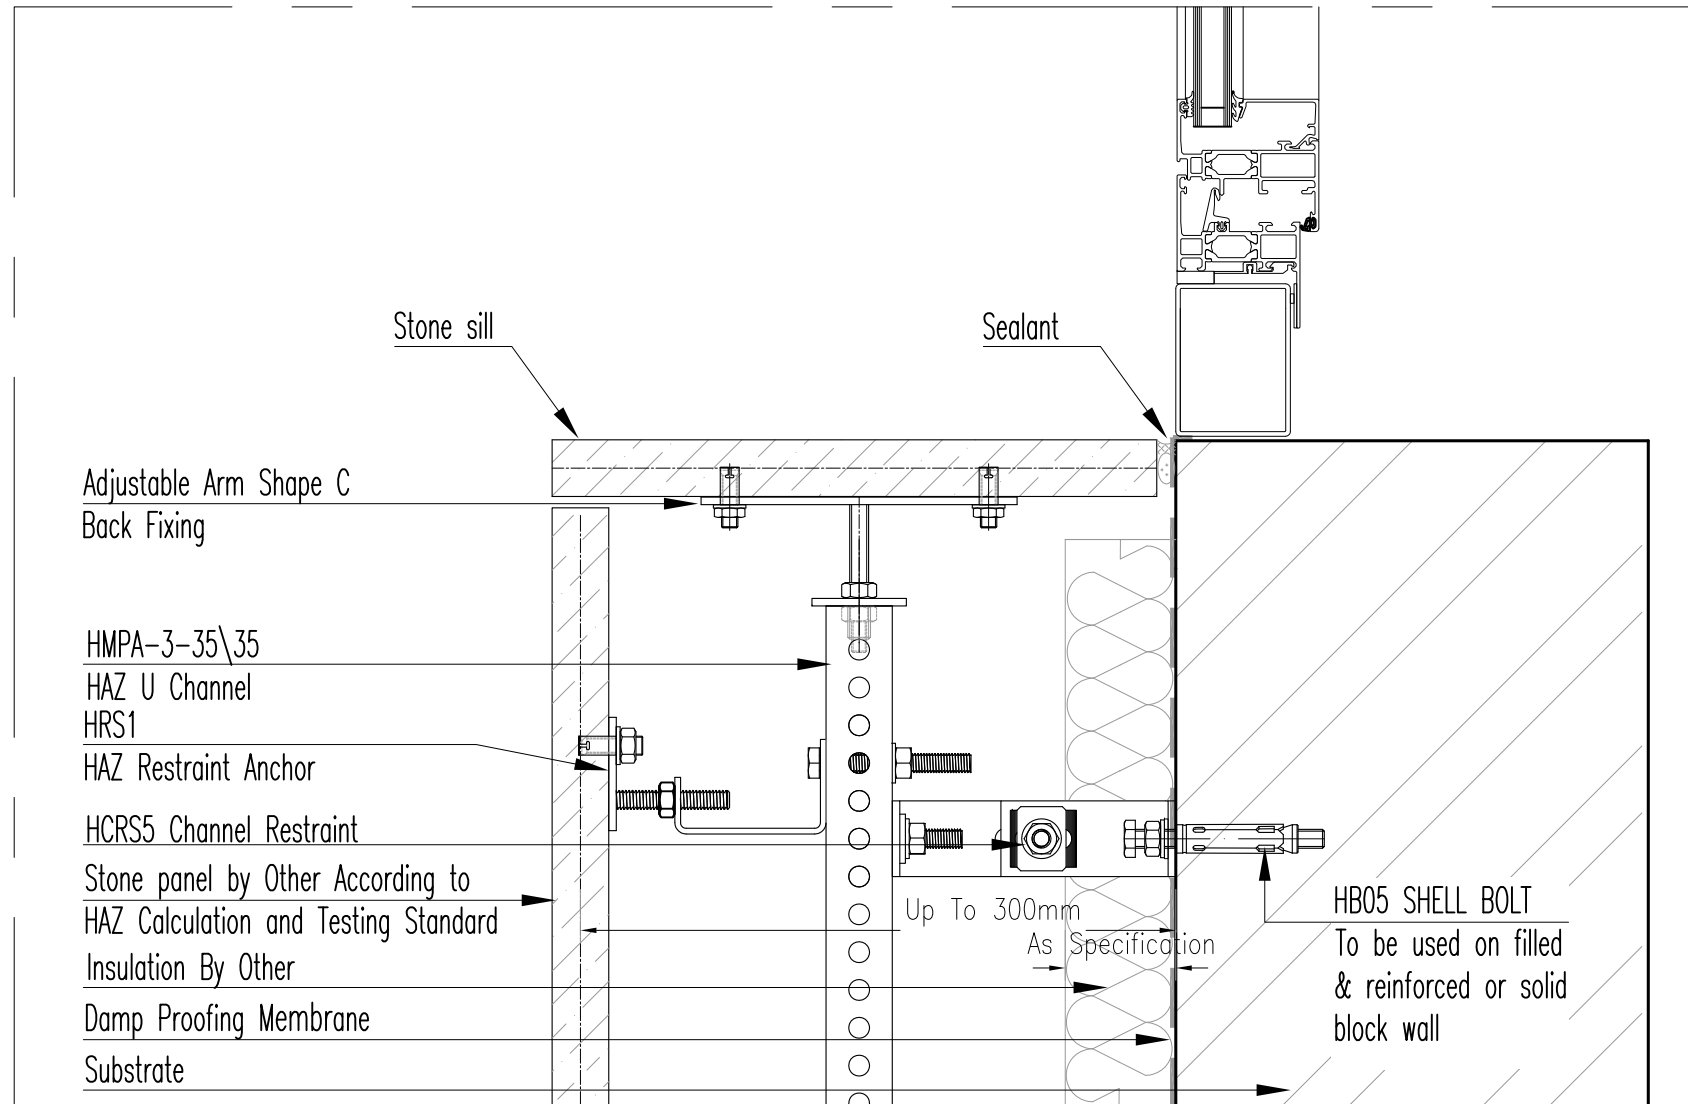 Stone sill
Sealant
Adjustable Arm Shape C
Back Fixing
HMPA-3-35\35
HAZ U Channel
HRS1
HAZ Restraint Anchor
HCRS5 Channel Restraint
Stone panel by Other According to
HAZ Calculation and Testing Standard
Insulation By Other
Damp Proofing Membrane
Substrate
Up To 300mm
As Specification
HB05 SHELL BOLT
To be used on filled
& reinforced or solid
block wall